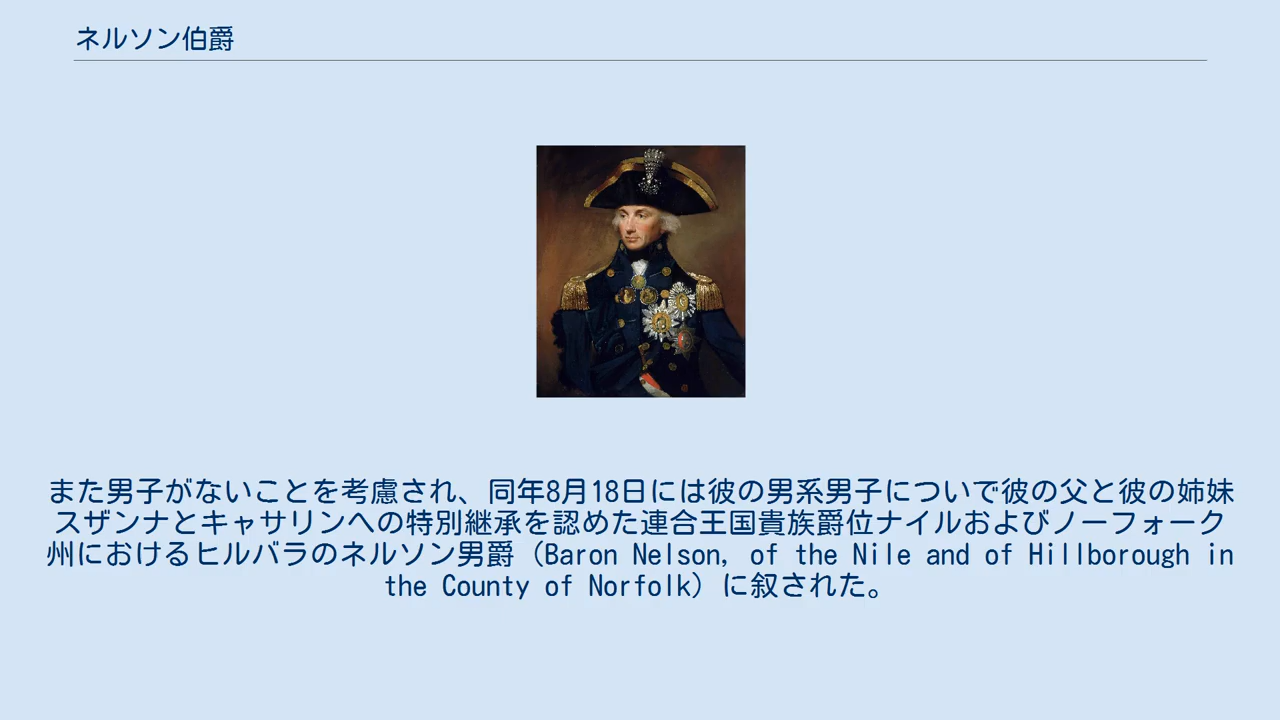 ネルソン伯爵
また男子がないことを考慮され、同年8月18日には彼の男系男子についで彼の父と彼の姉妹
スザンナとキャサリンへの特別継承を認めた連合王国貴族爵位ナイルおよびノーフォーク
州におけるヒルバラのネルソン男爵（Baron Nelson, of the Nile and of Hillborough in
the County of Norfolk）に叙された。